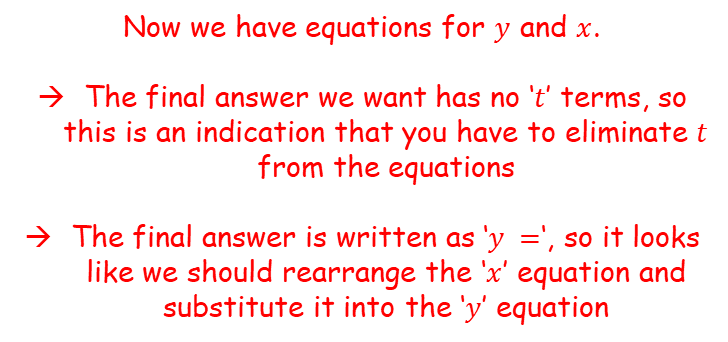 Now we have equations for y and x.
→ The final answer we want has no 't' terms, so
this is an indication that you have to eliminate t
from the equations
→ The final answer is written as 'y =', so it looks
like we should rearrange the 'x' equation and
substitute it into the 'y' equation